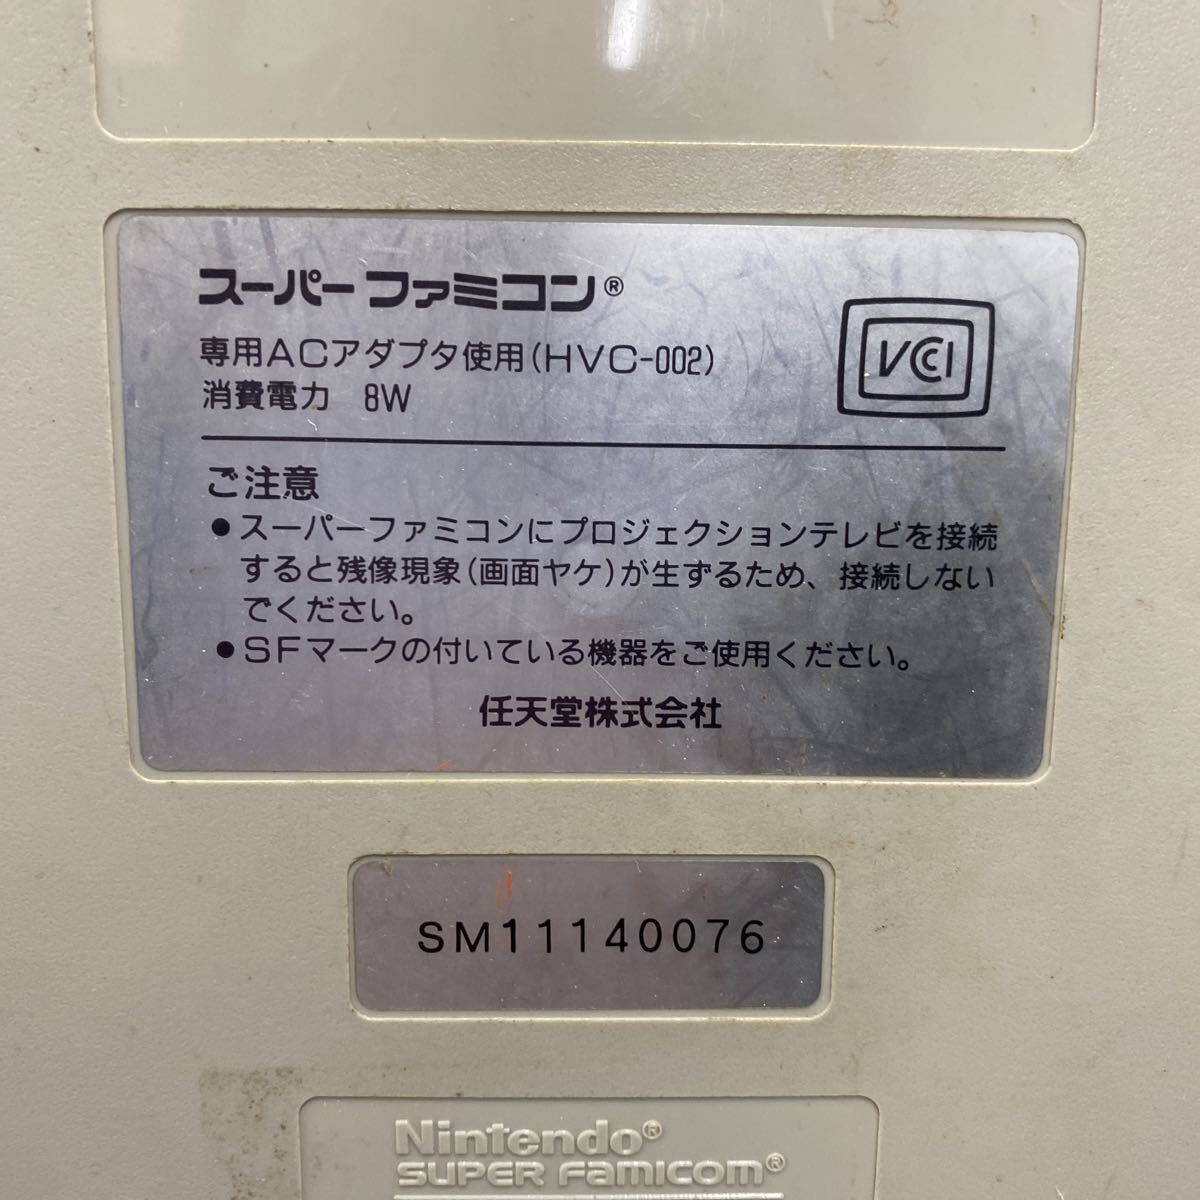 スーパーファミコン®
専用ACアダプタ使用(HVC-002)
消費電力 8W
VCCI
ご注意
●スーパーファミコンにプロジェクションテレビを接続
すると残像現象(画面ヤケ)が生ずるため、接続しない
でください。
●SFマークの付いている機器をご使用ください。
任天堂株式会社
SM11140076
Nintendo®
SUPER FAMICOM®